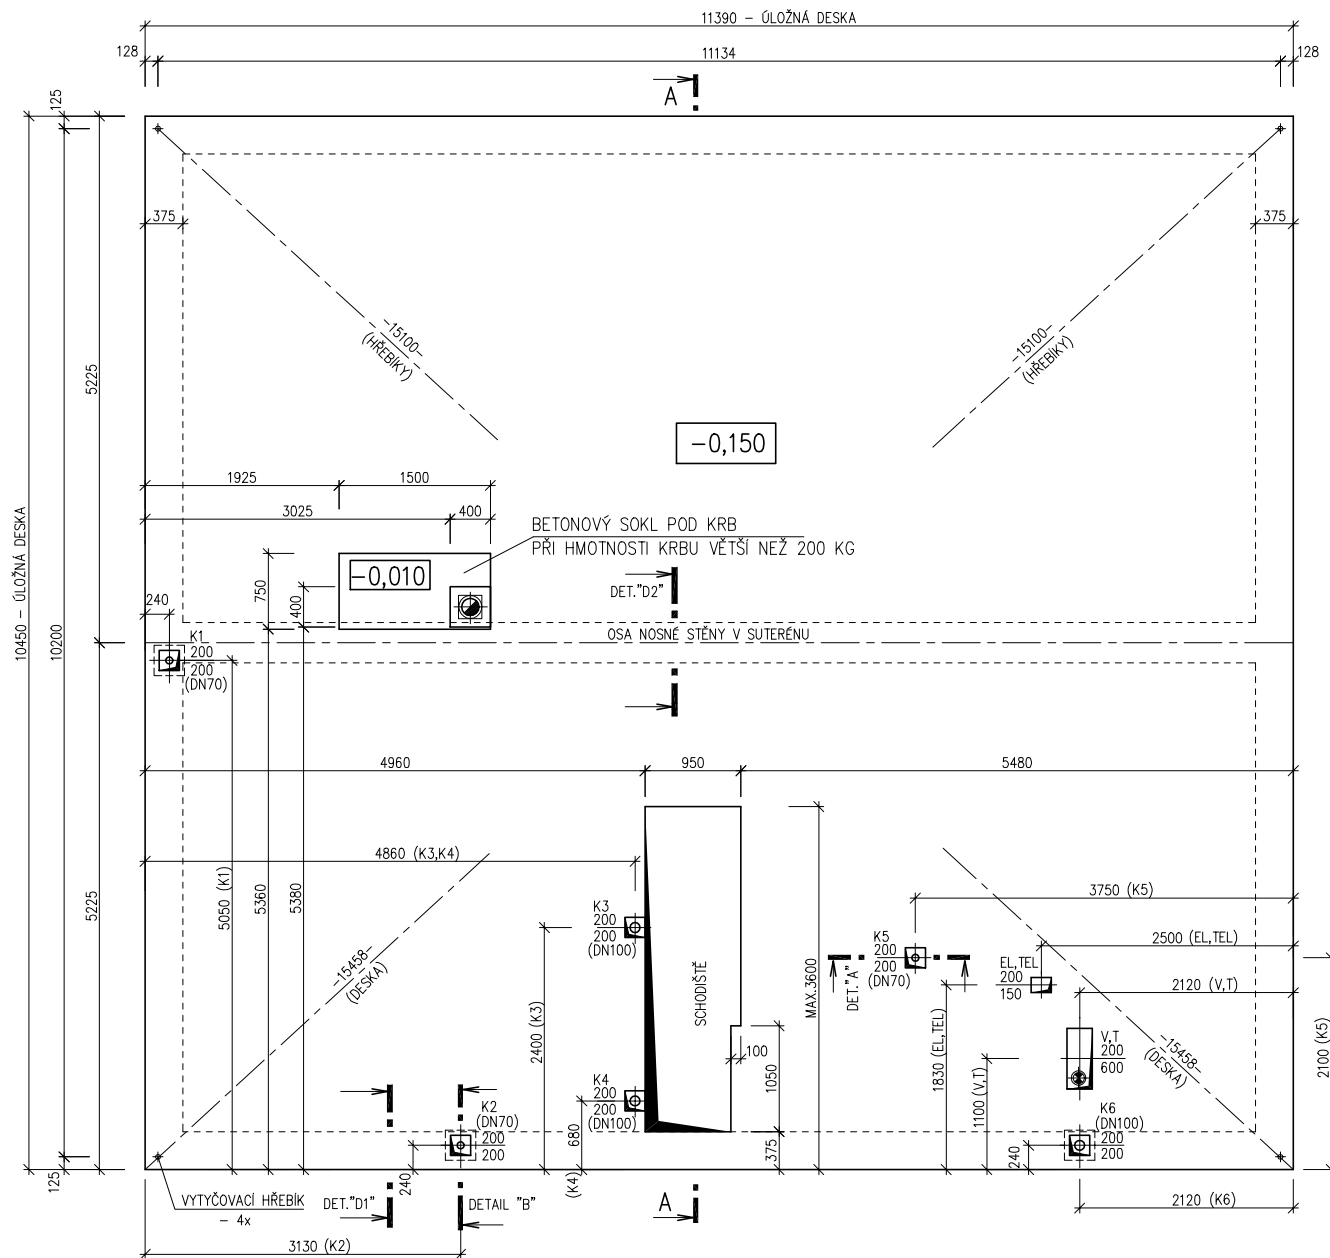 11390 – ÚLOŽNÁ DESKA
128
11134
128
A
125
375
375
-15100-
(HŘEBÍKY)
-15100-
(HŘEBÍKY)
5225
-0,150
1925
1500
3025
400
BETONOVÝ SOKL POD KRB
PŘI HMOTNOSTI KRBU VĚTŠÍ NEŽ 200 KG
10450 – ÚLOŽNÁ DESKA
10200
-0,010
750
400
DET."D2"
240
OSA NOSNÉ STĚNY V SUTERÉNU
K1
200
200
(DN70)
4960
950
5480
4860 (K3,K4)
5050 (K1)
5360
5380
5225
3750 (K5)
K3
200
200
(DN100)
2400 (K3)
SCHODIŠTĚ
MAX.3600
DET."A"
K5
200
200
(DN70)
2500 (EL,TEL)
EL,TEL
200
150
2120 (V,T)
-15458-
(DESKA)
1830 (EL,TEL)
1100 (V,T)
V,T
200
600
-15458-
(DESKA)
2100 (K5)
100
1050
K4
200
200
(DN100)
K2
(DN70)
200
200
K6
(DN100)
200
200
680
(K4)
375
240
240
125
VYTYČOVACÍ HŘEBÍK
– 4x
DET."D1"
DETAIL "B"
A
2120 (K6)
3130 (K2)